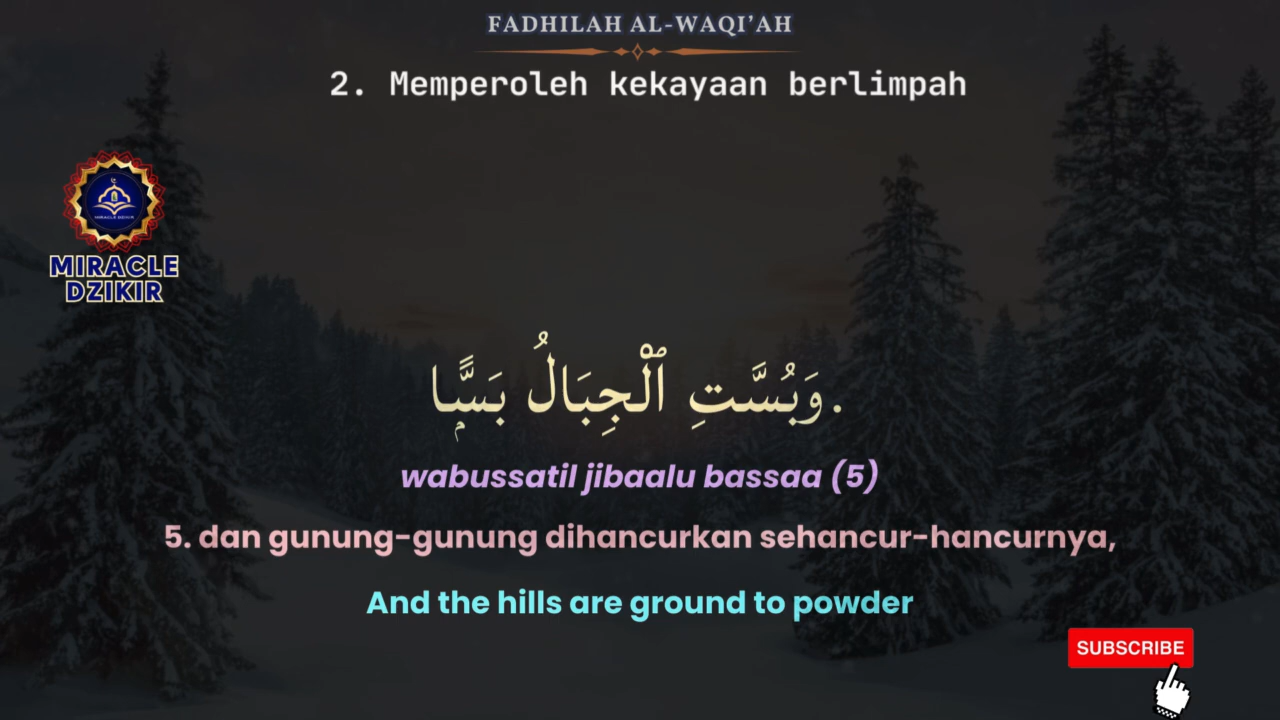 FADHILAH AL-WAQI’AH
2. Memperoleh kekayaan berlimpah
MIRACLE
DZIKIR
.وَبُسَّتِ ٱلْجِبَالُ بَسًّۭا
wabussatil jibaalu bassaa (5)
5. dan gunung-gunung dihancurkan sehancur-hancurnya,
And the hills are ground to powder
SUBSCRIBE